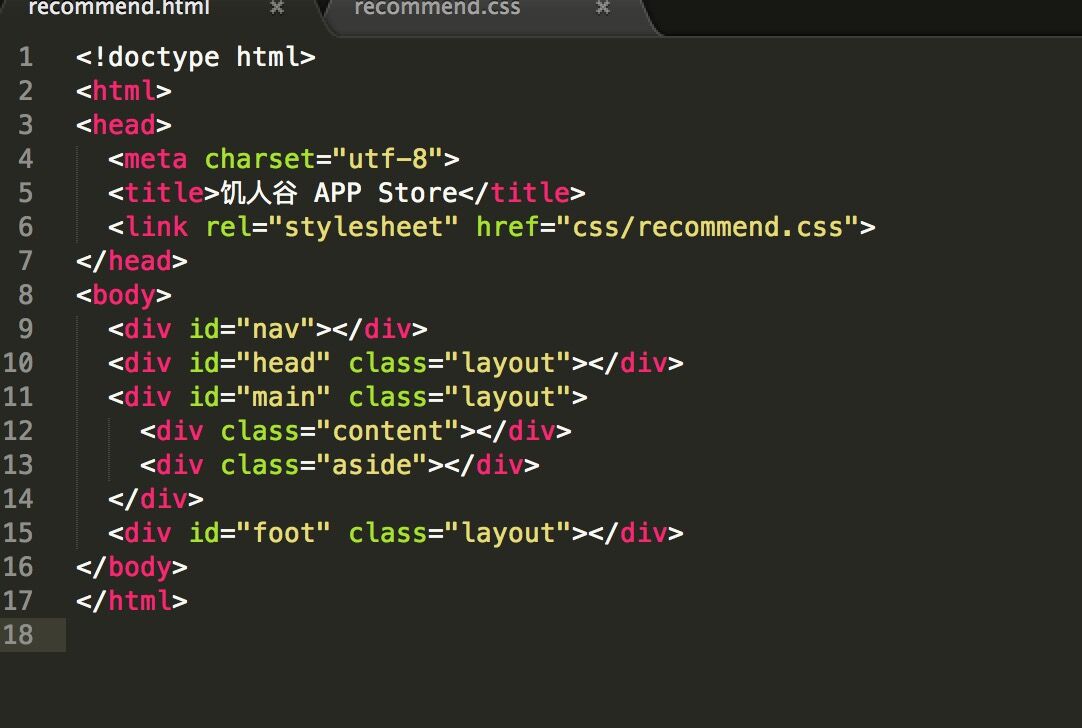 recommend.html × recommend.css ×
1 <!doctype html>
2 <html>
3 <head>
4 <meta charset="utf-8">
5 <title>饥人谷 APP Store</title>
6 <link rel="stylesheet" href="css/recommend.css">
7 </head>
8 <body>
9 <div id="nav"></div>
10 <div id="head" class="layout"></div>
11 <div id="main" class="layout">
12 <div class="content"></div>
13 <div class="aside"></div>
14 </div>
15 <div id="foot" class="layout"></div>
16 </body>
17 </html>
18